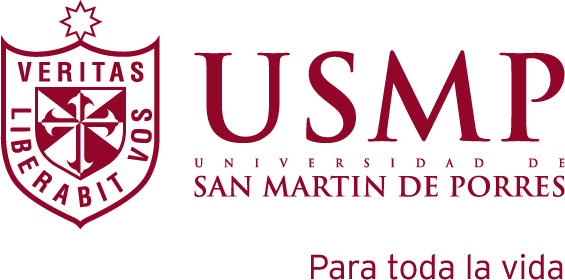 VERITAS
LIBERABIT VOS
USMP
UNIVERSIDAD DE
SAN MARTIN DE PORRES
Para toda la vida